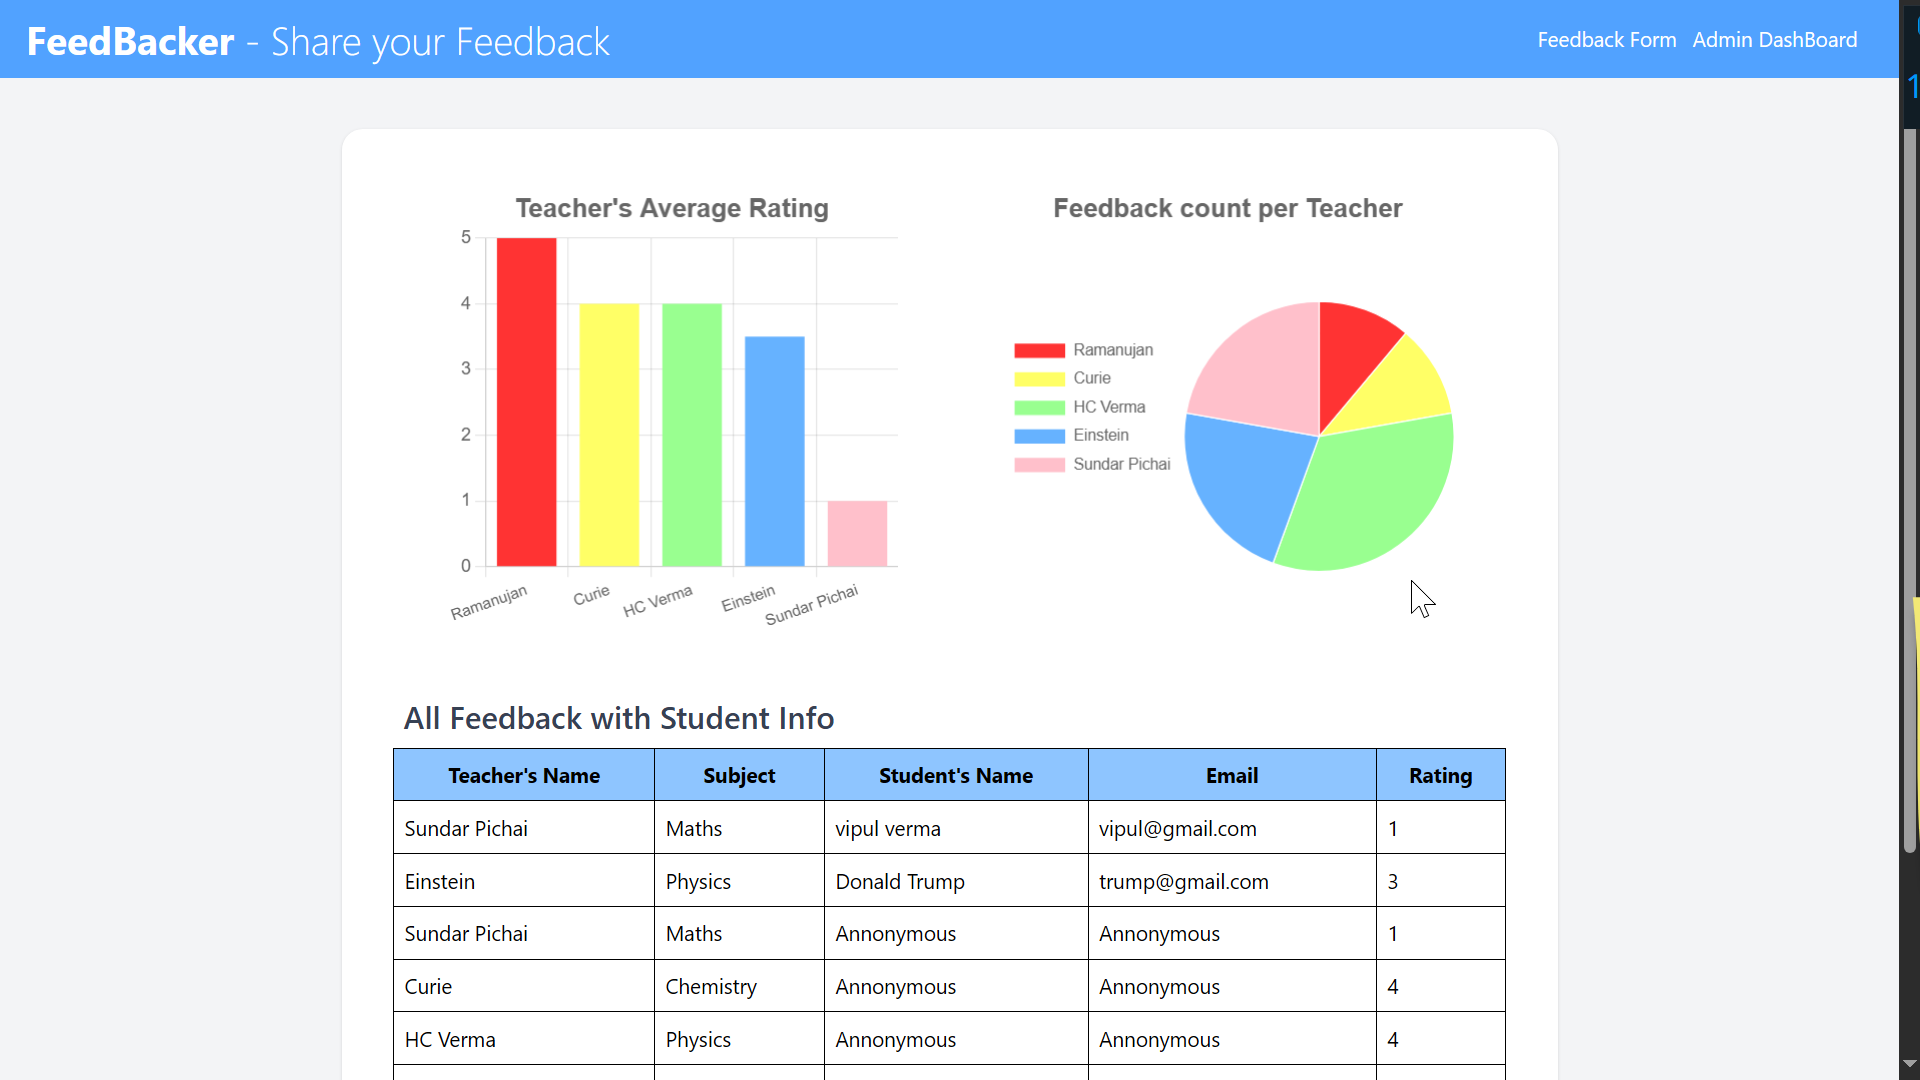 FeedBacker - Share your Feedback
Feedback Form Admin DashBoard
1
Teacher's Average Rating
5
4
3
2
1
0
Ramanujan
Curie
HC Verma
Einstein
Sundar Pichai
Feedback count per Teacher
Ramanujan
Curie
HC Verma
Einstein
Sundar Pichai
All Feedback with Student Info
Teacher's Name Subject Student's Name Email Rating
Sundar Pichai Maths vipul verma vipul@gmail.com 1
Einstein Physics Donald Trump trump@gmail.com 3
Sundar Pichai Maths Annonymous Annonymous 1
Curie Chemistry Annonymous Annonymous 4
HC Verma Physics Annonymous Annonymous 4